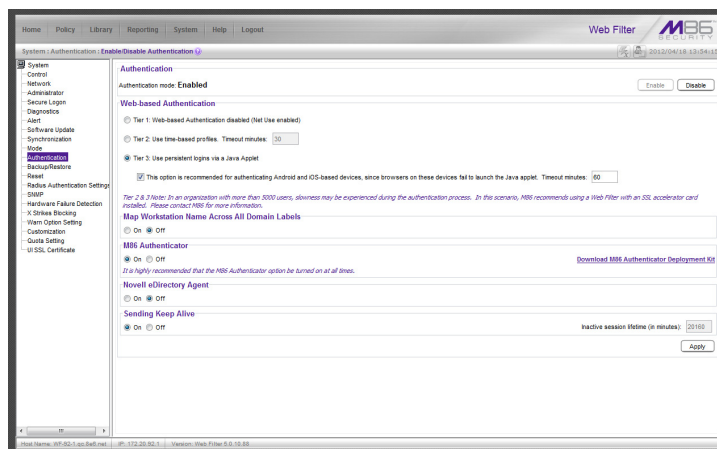 Home Policy Library Reporting System Help Logout
Web Filter
M86
SECURITY
System : Authentication : Enable/Disable Authentication
2012/04/18 13:54:15
System
Control
Network
Administrator
Secure Logon
Diagnostics
Alert
Software Update
Synchronization
Mode
Authentication
Backup/Restore
Reset
Radius Authentication Settings
SNMP
Hardware Failure Detection
X Strikes Blocking
Warn Option Setting
Customization
Quota Setting
UI SSL Certificate
Authentication
Authentication mode: Enabled
Enable Disable
Web-based Authentication
Tier 1: Web-based Authentication disabled (Net Use enabled)
Tier 2: Use time-based profiles. Timeout minutes: 30
Tier 3: Use persistent logins via a Java Applet
This option is recommended for authenticating Android and iOS-based devices, since browsers on these devices fail to launch the Java applet. Timeout minutes: 60
Tier 2 & 3 Note: In an organization with more than 5000 users, slowness may be experienced during the authentication process. In this scenario, M86 recommends using a Web Filter with an SSL accelerator card
installed. Please contact M86 for more information.
Map Workstation Name Across All Domain Labels
On Off
M86 Authenticator
On Off
Download M86 Authenticator Deployment Kit
It is highly recommended that the M86 Authenticator option be turned on at all times.
Novell eDirectory Agent
On Off
Sending Keep Alive
On Off
Inactive session lifetime (in minutes): 20160
Apply
IP: 172.20.92.1 Version: Web Filter 5.0.10.88